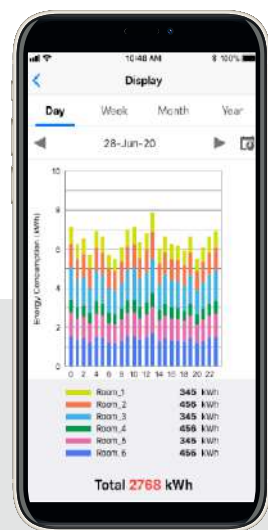 10:48 AM
100%
Display
Day Week Month Year
28-Jun-20
Energy Consumption (kWh)
10
8
6
4
2
0
0 2 4 6 8 10 12 14 16 18 20 22
Room_1 345 kWh
Room_2 456 kWh
Room_3 345 kWh
Room_4 456 kWh
Room_5 345 kWh
Room_6 456 kWh
Total 2768 kWh